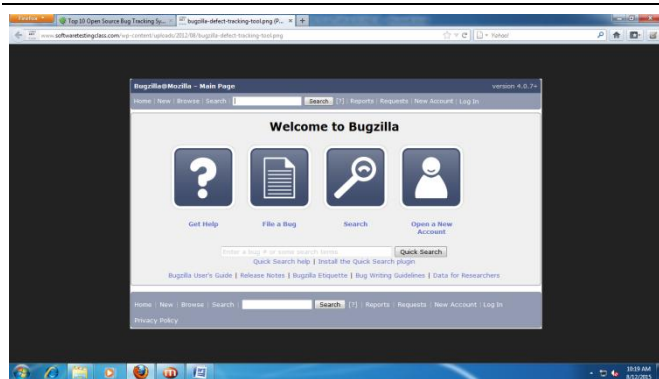 Firefox
Top 10 Open Source Bug Tracking Sy...
bugzilla-defect-tracking-tool.png (P...
www.softwaretestingclass.com/wp-content/uploads/2012/08/bugzilla-defect-tracking-tool.png
Yahoo!
Bugzilla@Mozilla – Main Page
version 4.0.7+
Home | New | Browse | Search | Search [?] | Reports | Requests | New Account | Log In
Welcome to Bugzilla
Get Help
File a Bug
Search
Open a New
Account
Enter a bug # or some search terms
Quick Search
Quick Search help | Install the Quick Search plugin
Bugzilla User's Guide | Release Notes | Bugzilla Etiquette | Bug Writing Guidelines | Data for Researchers
Home | New | Browse | Search | Search [?] | Reports | Requests | New Account | Log In
Privacy Policy
10:19 AM
8/12/2015